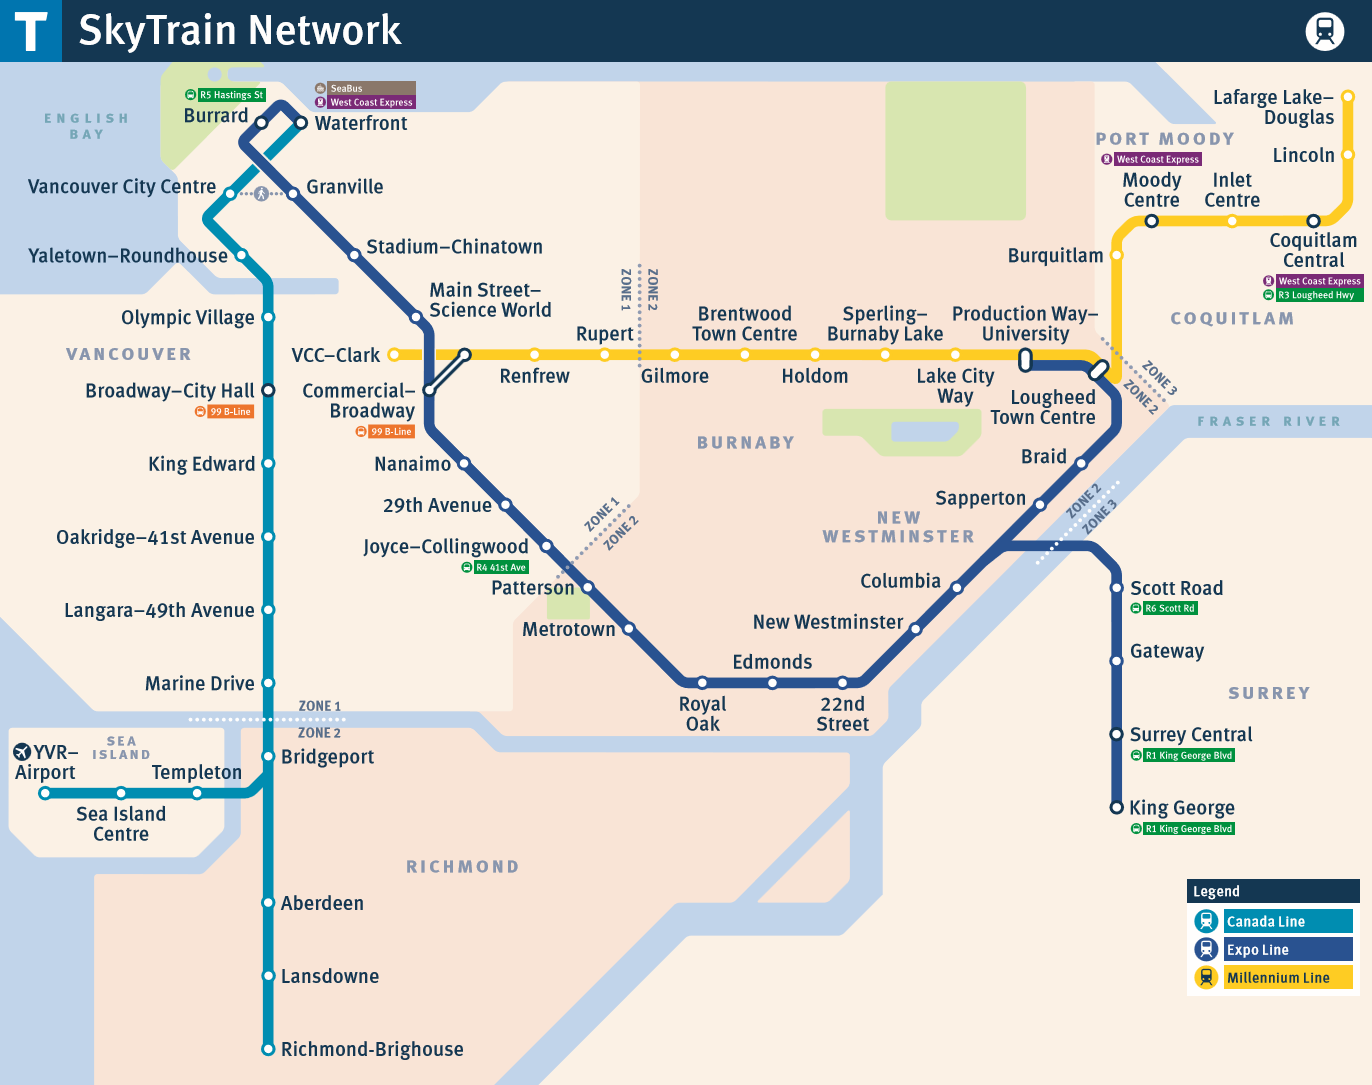 T SkyTrain Network
ENGLISH
BAY
R5 Hastings St
Burrard
SeaBus
West Coast Express
Waterfront
Vancouver City Centre
Granville
Yaletown–Roundhouse
Stadium–Chinatown
Main Street–
Science World
Olympic Village
VANCOUVER
VCC–Clark
Broadway–City Hall
99 B-Line
Commercial–
Broadway
99 B-Line
King Edward
Nanaimo
Oakridge–41st Avenue
29th Avenue
Joyce–Collingwood
R4 41st Ave
Langara–49th Avenue
Patterson
Metrotown
Marine Drive
ZONE 1
ZONE 2
SEA
ISLAND
YVR–
Airport
Templeton
Bridgeport
Sea Island
Centre
RICHMOND
Aberdeen
Lansdowne
Richmond-Brighouse
ZONE 1
ZONE 2
Rupert
Renfrew
Gilmore
Brentwood
Town Centre
Holdom
Sperling–
Burnaby Lake
Lake City
Way
Production Way–
University
Lougheed
Town Centre
BURNABY
ZONE 1
ZONE 2
NEW
WESTMINSTER
Braid
Sapperton
Columbia
New Westminster
Edmonds
Royal
Oak
22nd
Street
ZONE 2
ZONE 3
Lafarge Lake–
Douglas
PORT MOODY
West Coast Express
Lincoln
Moody
Centre
Inlet
Centre
Coquitlam
Central
West Coast Express
R3 Lougheed Hwy
Burquitlam
COQUITLAM
ZONE 3
ZONE 2
FRASER RIVER
Scott Road
R6 Scott Rd
Gateway
SURREY
Surrey Central
R1 King George Blvd
King George
R1 King George Blvd
Legend
Canada Line
Expo Line
Millennium Line